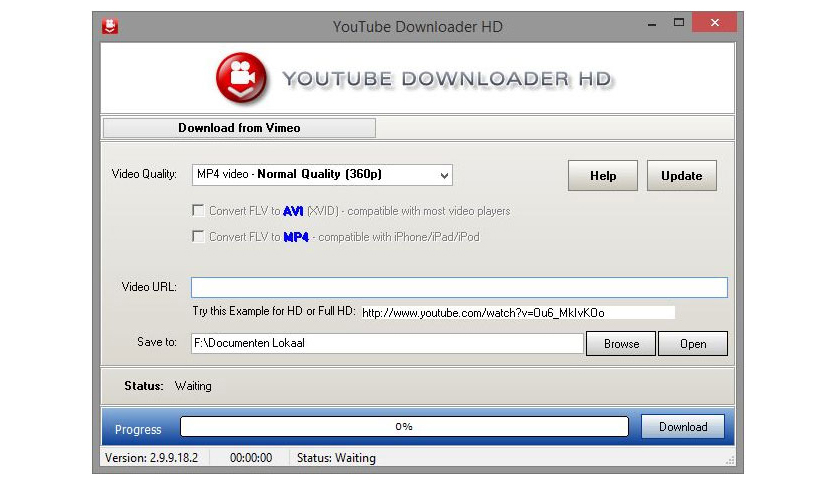 YouTube Downloader HD
YOUTUBE DOWNLOADER HD
Download from Vimeo
Video Quality: MP4 video - Normal Quality (360p) Help Update
Convert FLV to AVI (XVID) - compatible with most video players
Convert FLV to MP4 - compatible with iPhone/iPad/iPod
Video URL:
Try this Example for HD or Full HD: http://www.youtube.com/watch?v=Ou6_MkIvKOo
Save to: F:\Documenten Lokaal Browse Open
Status: Waiting
Progress 0% Download
Version: 2.9.9.18.2 00:00:00 Status: Waiting